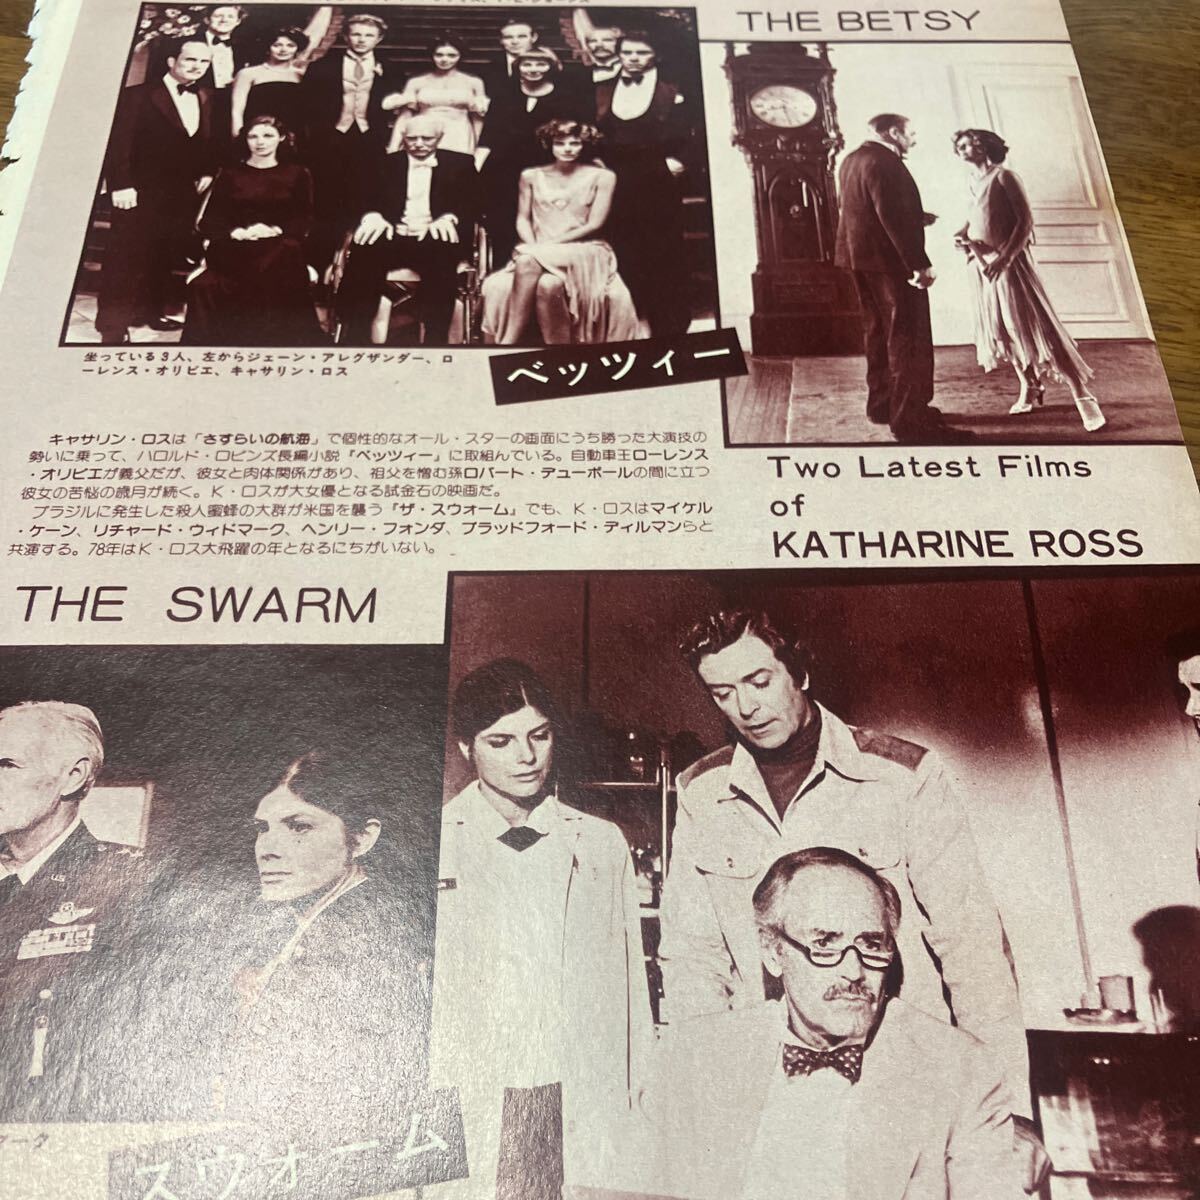 THE BETSY
坐っている3人、左からジェーン・アレグザンダー、ロ
ーレンス・オリビエ、キャサリン・ロス
ベッツィー
キャサリン・ロスは「さすらいの航海」で個性的なオール・スターの画面にうち勝った大演技の
勢いに乗って、ハロルド・ロビンズ長編小説『ベッツィー』に取組んでいる。自動車王ローレンス
・オリビエが義父だが、彼女と肉体関係があり、祖父を憎む孫ロバート・デューボールの間に立つ
彼女の苦悩の歳月が続く。K・ロスが大女優となる試金石の映画だ。
ブラジルに発生した殺人蜜蜂の大群が米国を襲う『ザ・スウォーム』でも、K・ロスはマイケル
・ケーン、リチャード・ウィドマーク、ヘンリー・フォンダ、ブラッドフォード・ディルマンらと
共演する。78年はK・ロス大飛躍の年となるにちがいない。
Two Latest Films
of
KATHARINE ROSS
THE SWARM
US
マーク
スウォーム